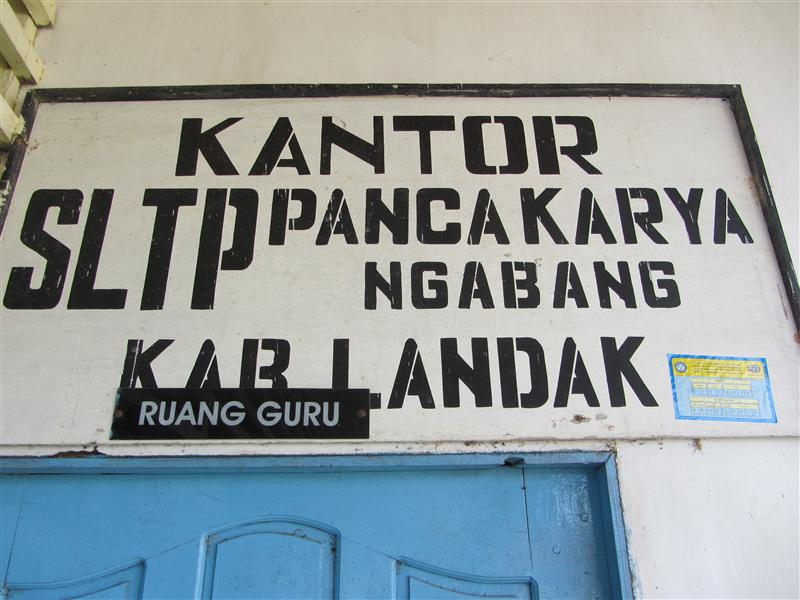 KANTOR
SLTP PANCA KARYA
NGABANG
KAB. LANDAK
RUANG GURU